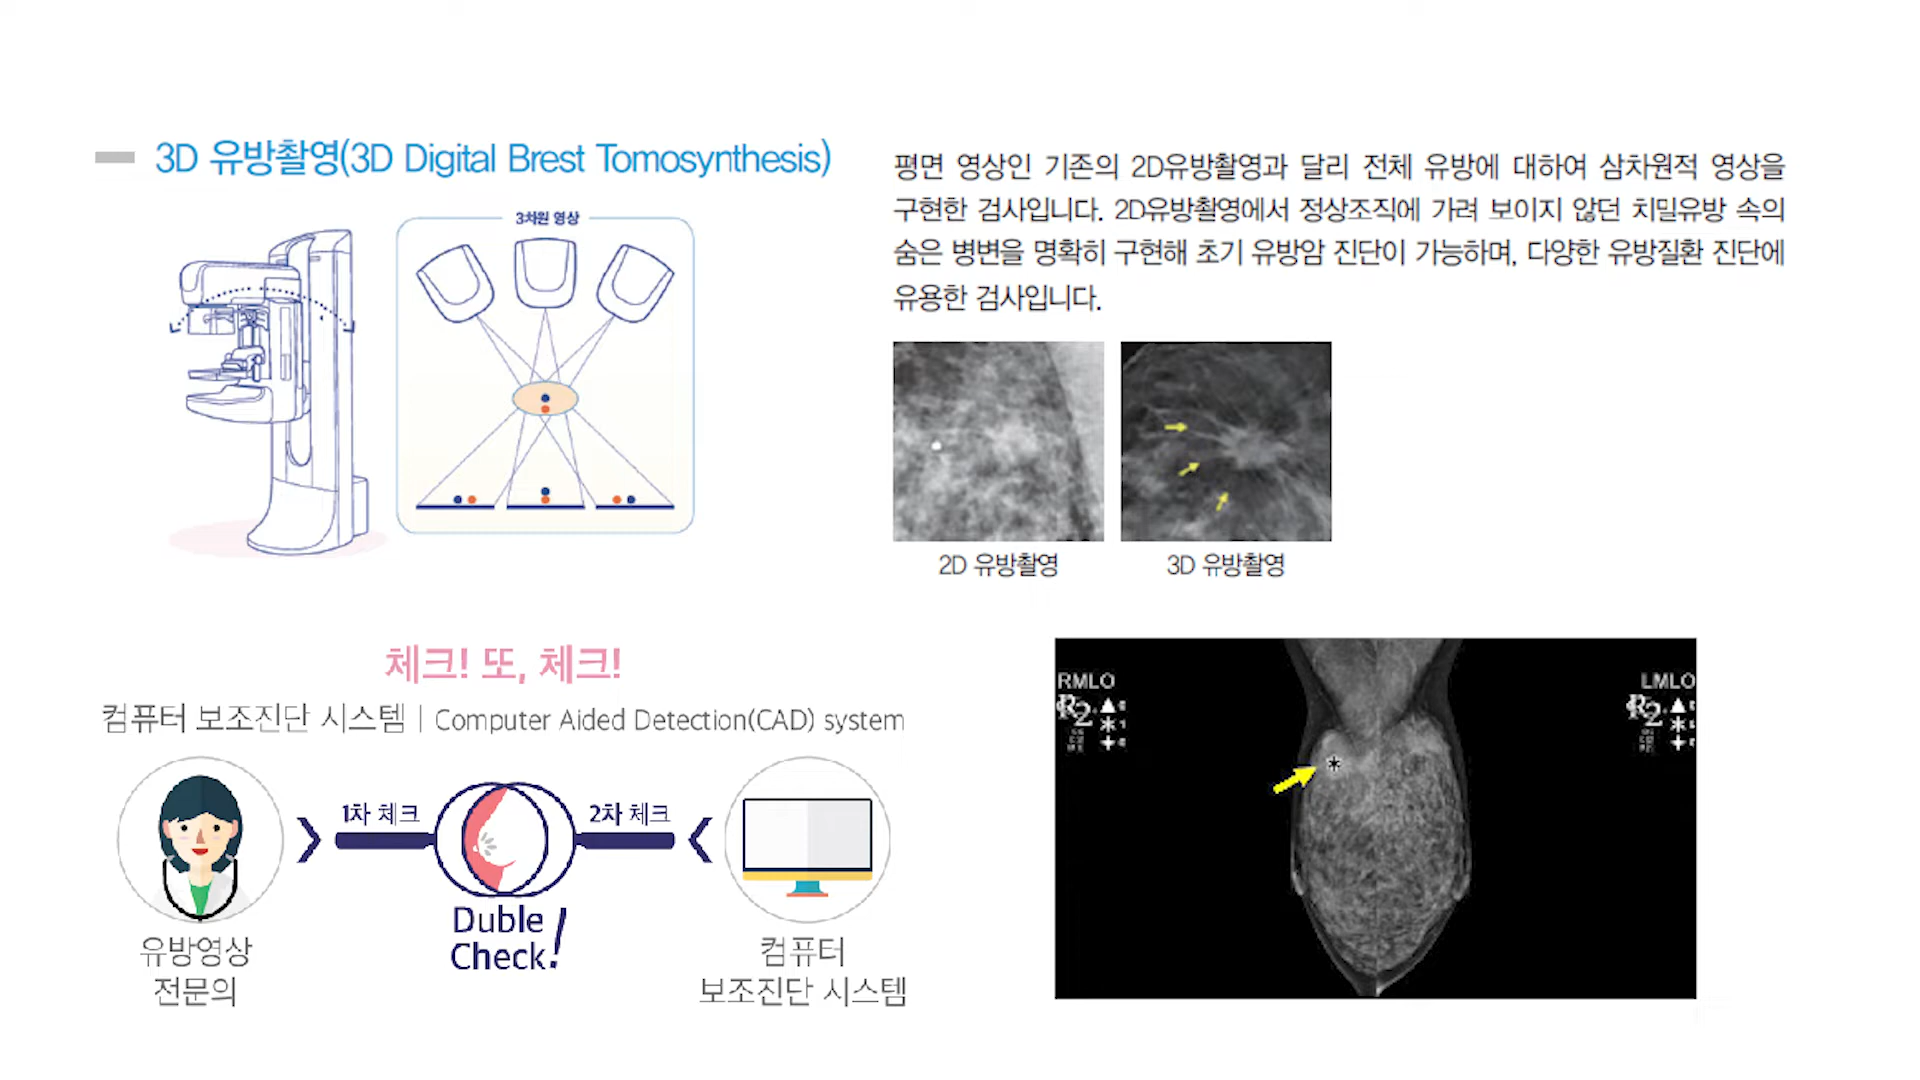 3D 유방촬영(3D Digital Brest Tomosynthesis)
3차원 영상
평면 영상인 기존의 2D유방촬영과 달리 전체 유방에 대하여 삼차원적 영상을
구현한 검사입니다. 2D유방촬영에서 정상조직에 가려 보이지 않던 치밀유방 속의
숨은 병변을 명확히 구현해 초기 유방암 진단이 가능하며, 다양한 유방질환 진단에
유용한 검사입니다.
2D 유방촬영
3D 유방촬영
체크! 또, 체크!
컴퓨터 보조진단 시스템 | Computer Aided Detection(CAD) system
1차 체크
2차 체크
Duble
Check!
유방영상
전문의
컴퓨터
보조진단 시스템
RMLO
R2
LMLO
R2